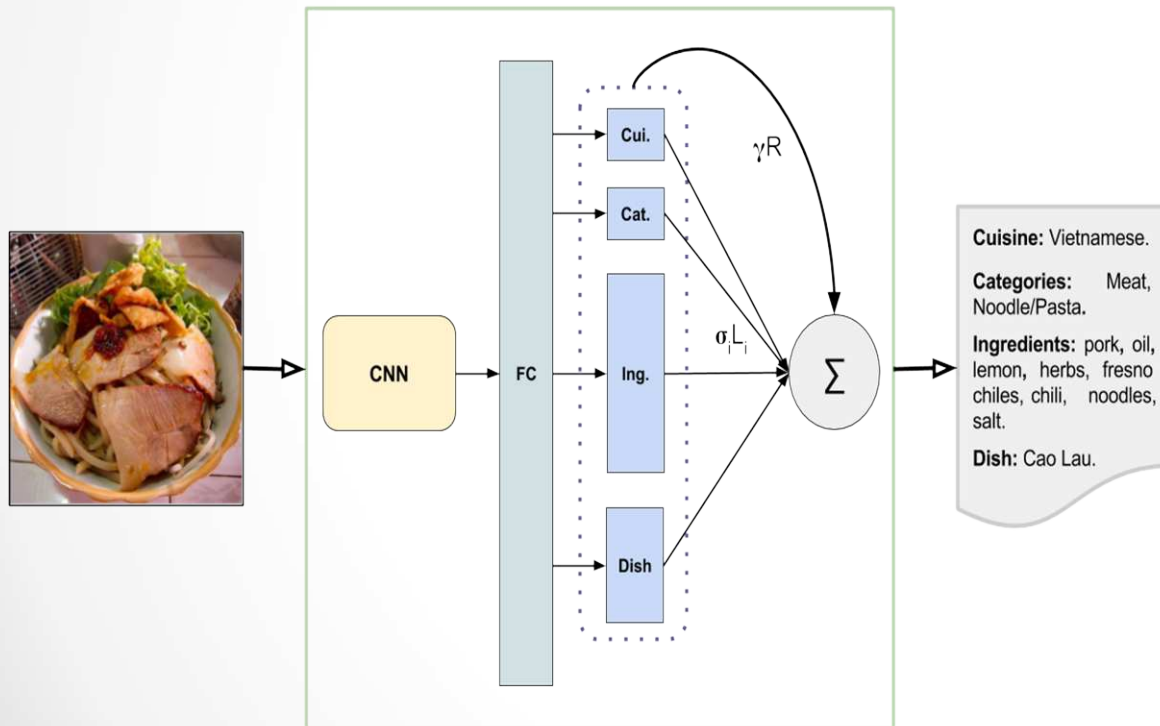 CNN
FC
Cui.
Cat.
Ing.
Dish
γR
σᵢLᵢ
Σ
Cuisine: Vietnamese.
Categories: Meat,
Noodle/Pasta.
Ingredients: pork, oil,
lemon, herbs, fresno
chiles, chili, noodles,
salt.
Dish: Cao Lau.